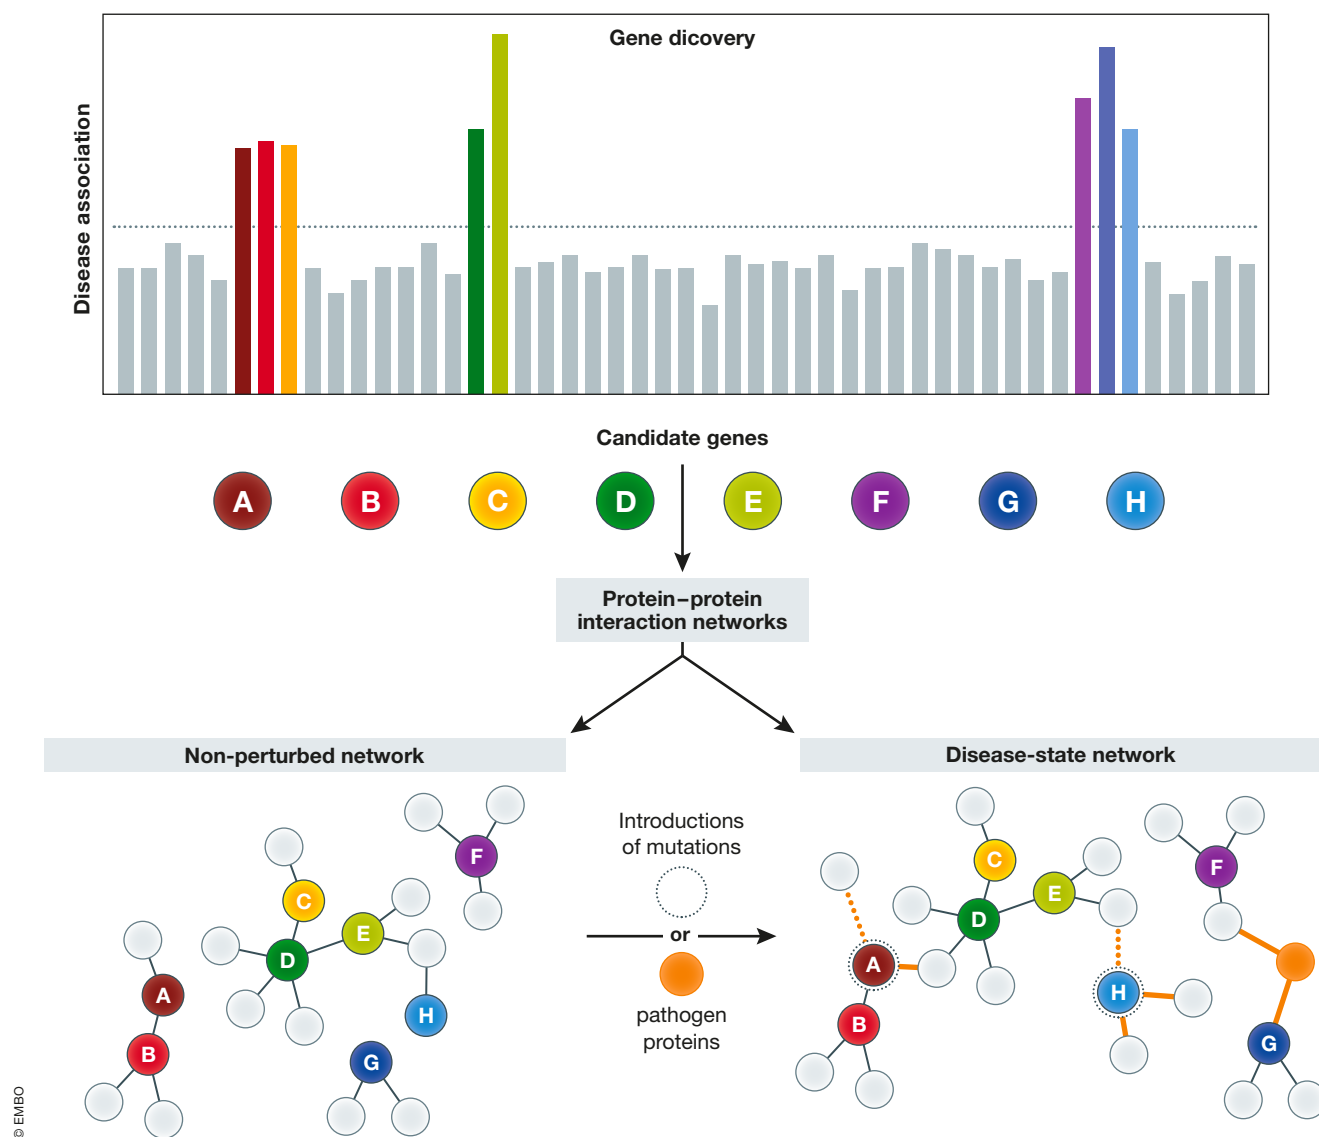 Gene dicovery
Disease association
Candidate genes
A B C D E F G H
Protein–protein
interaction networks
Non-perturbed network
Disease-state network
F
C
E
D
A
H
B
G
Introductions
of mutations
or
pathogen
proteins
C
F
E
D
A
H
B
G
© EMBO